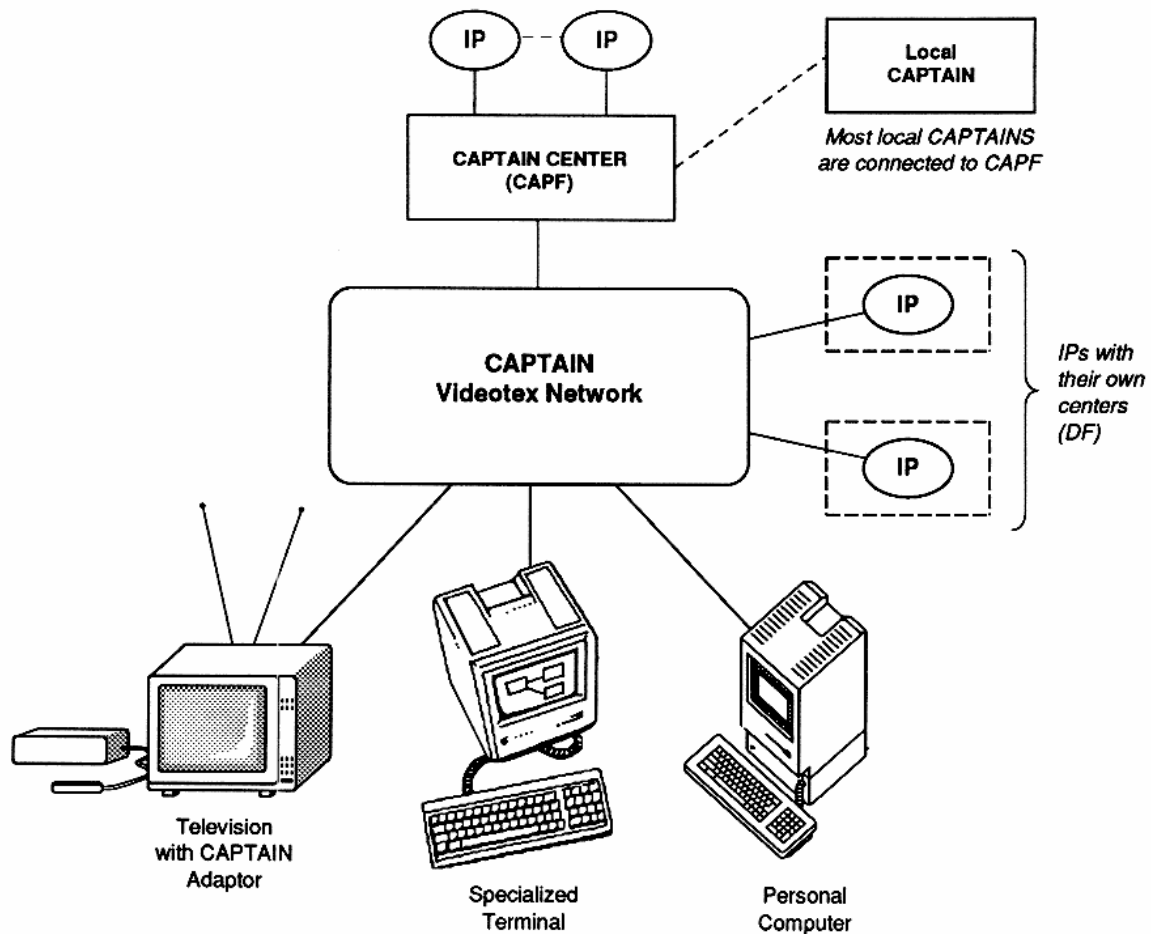 IP
IP
Local
CAPTAIN
Most local CAPTAINS
are connected to CAPF
CAPTAIN CENTER
(CAPF)
CAPTAIN
Videotex Network
IP
IP
IPs with
their own
centers
(DF)
Television
with CAPTAIN
Adaptor
Specialized
Terminal
Personal
Computer